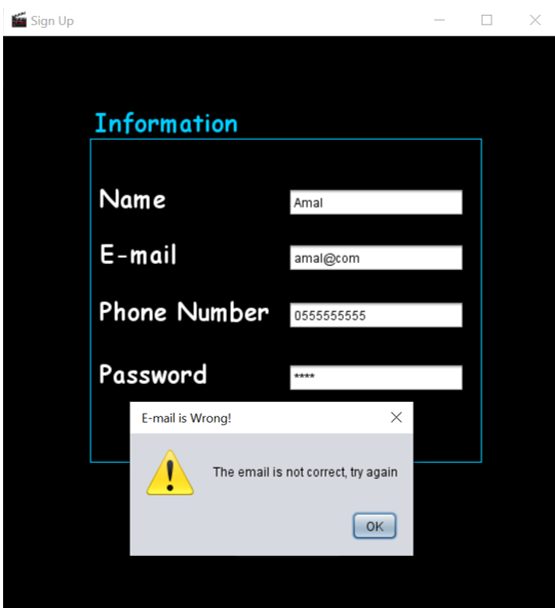 Sign Up
Information
Name Amal
E-mail amal@com
Phone Number 0555555555
Password ****
E-mail is Wrong!
The email is not correct, try again
OK